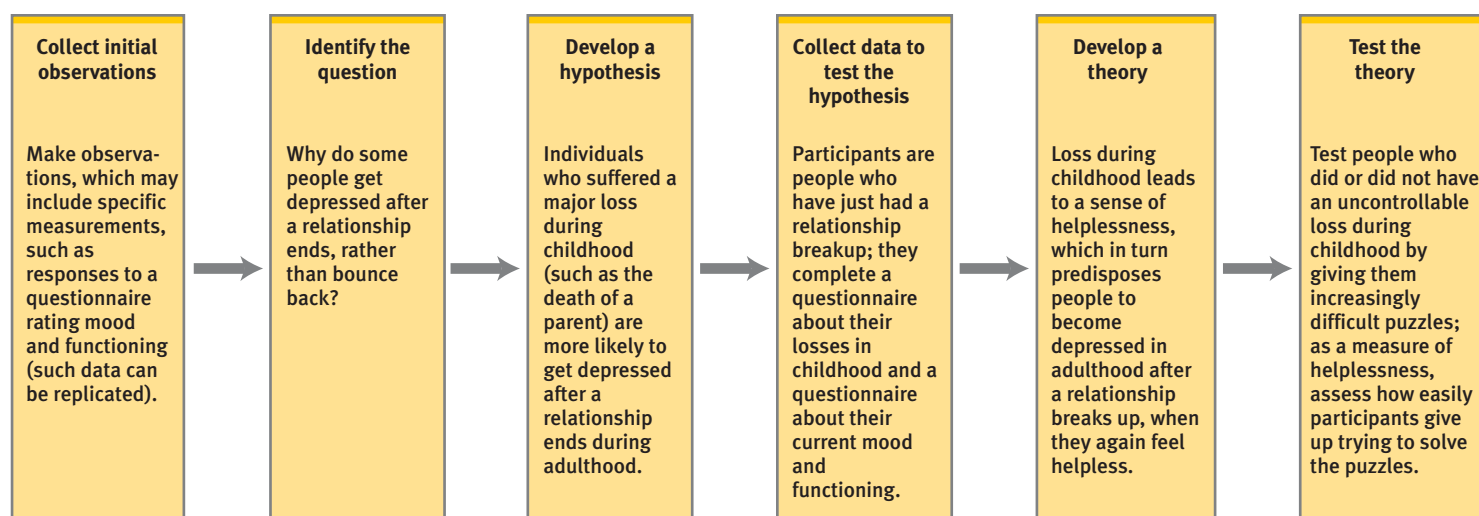 Collect initial
observations
Make observa-
tions, which may
include specific
measurements,
such as
responses to a
questionnaire
rating mood
and functioning
(such data can
be replicated).
Identify the
question
Why do some
people get
depressed after
a relationship
ends, rather
than bounce
back?
Develop a
hypothesis
Individuals
who suffered a
major loss
during
childhood
(such as the
death of a
parent) are
more likely to
get depressed
after a
relationship
ends during
adulthood.
Collect data to
test the
hypothesis
Participants are
people who
have just had a
relationship
breakup; they
complete a
questionnaire
about their
losses in
childhood and a
questionnaire
about their
current mood
and
functioning.
Develop a
theory
Loss during
childhood leads
to a sense of
helplessness,
which in turn
predisposes
people to
become
depressed in
adulthood after
a relationship
breaks up, when
they again feel
helpless.
Test the
theory
Test people who
did or did not have
an uncontrollable
loss during
childhood by
giving them
increasingly
difficult puzzles;
as a measure of
helplessness,
assess how easily
participants give
up trying to solve
the puzzles.